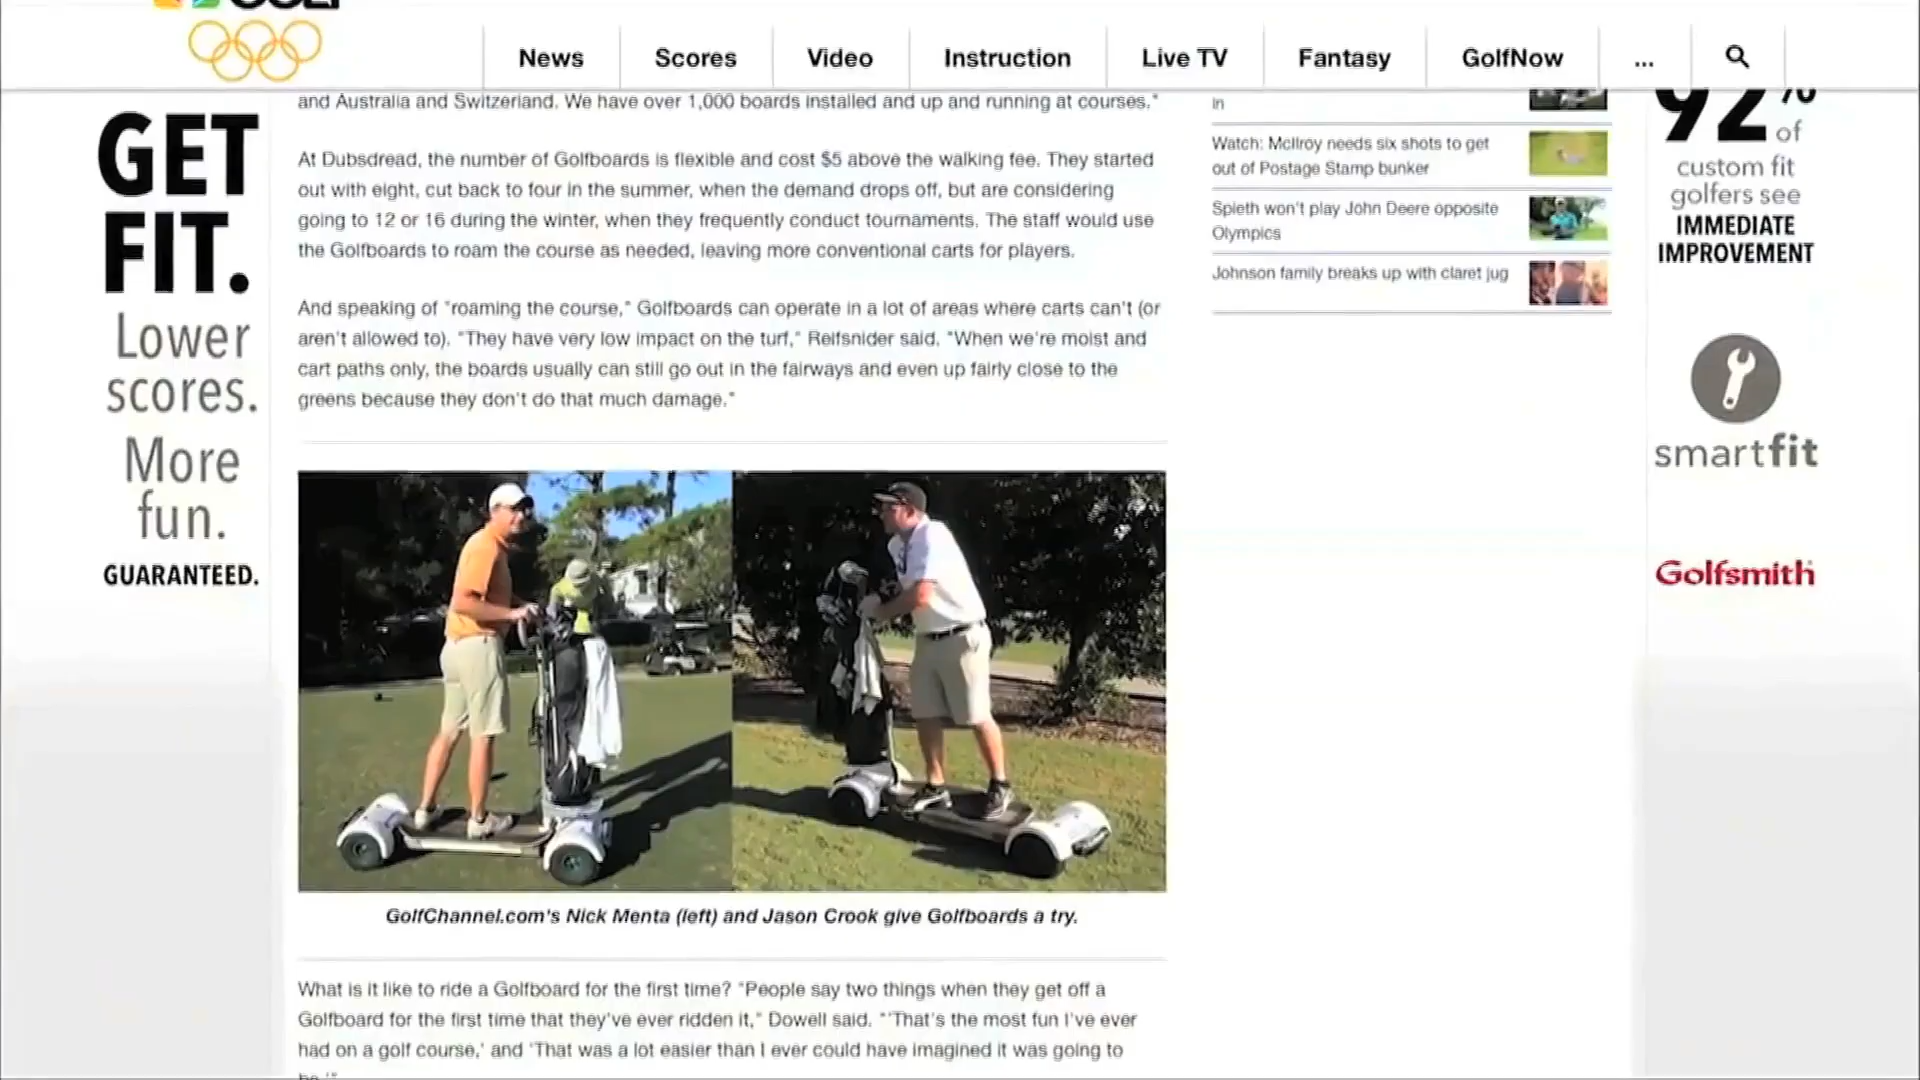 GOLF
News
Scores
Video
Instruction
Live TV
Fantasy
GolfNow
...
GET
FIT.
Lower
scores.
More
fun.
GUARANTEED.
and Australia and Switzerland. We have over 1,000 boards installed and up and running at courses."
At Dubsdread, the number of Golfboards is flexible and cost $5 above the walking fee. They started
out with eight, cut back to four in the summer, when the demand drops off, but are considering
going to 12 or 16 during the winter, when they frequently conduct tournaments. The staff would use
the Golfboards to roam the course as needed, leaving more conventional carts for players.
And speaking of "roaming the course," Golfboards can operate in a lot of areas where carts can't (or
aren't allowed to). "They have very low impact on the turf," Reifsnider said. "When we're moist and
cart paths only, the boards usually can still go out in the fairways and even up fairly close to the
greens because they don't do that much damage."
GolfChannel.com's Nick Menta (left) and Jason Crook give Golfboards a try.
What is it like to ride a Golfboard for the first time? "People say two things when they get off a
Golfboard for the first time that they've ever ridden it," Dowell said. "'That's the most fun I've ever
had on a golf course,' and 'That was a lot easier than I ever could have imagined it was going to
be.'"
in
Watch: McIlroy needs six shots to get
out of Postage Stamp bunker
Spieth won't play John Deere opposite
Olympics
Johnson family breaks up with claret jug
92%
of
custom fit
golfers see
IMMEDIATE
IMPROVEMENT
smartfit
Golfsmith